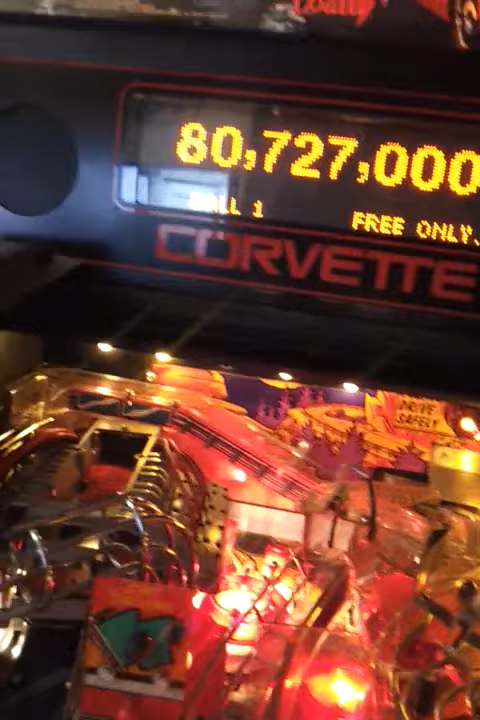 80,727,000
BALL 1
FREE ONLY.
CORVETTE
DRIVE
SAFELY